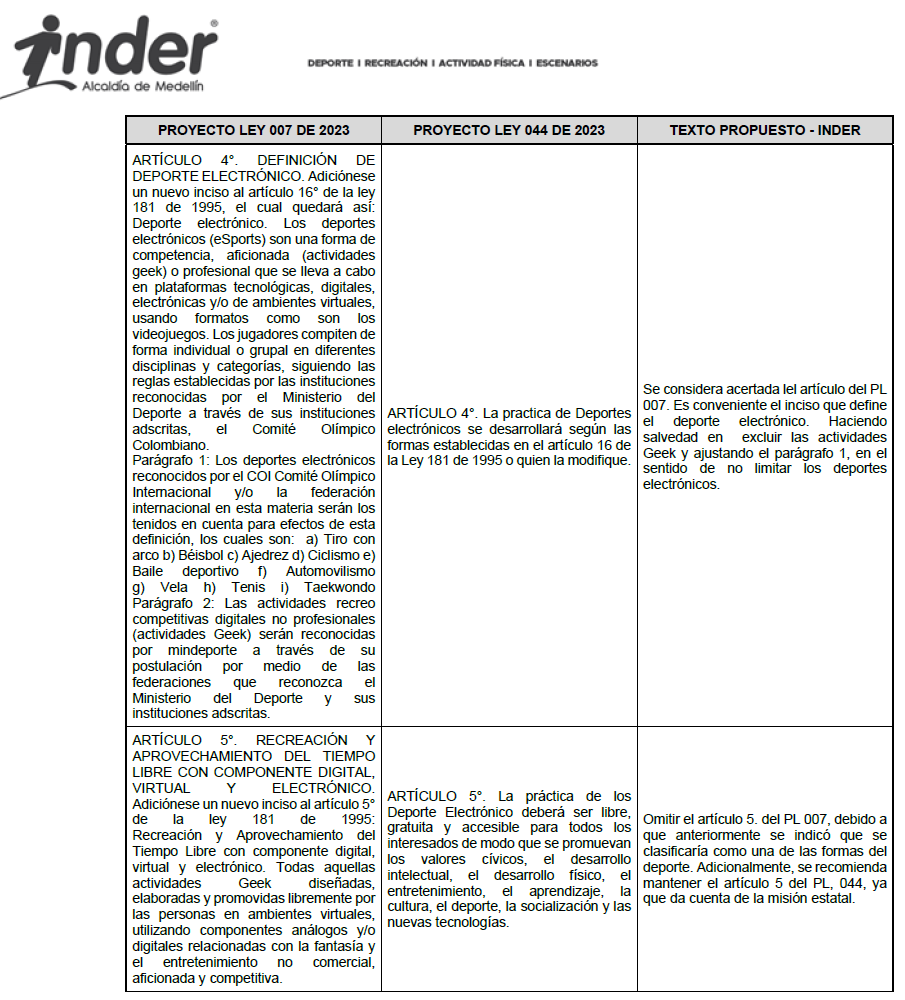 inder®
Alcaldía de Medellín
DEPORTE I RECREACIÓN I ACTIVIDAD FÍSICA I ESCENARIOS
PROYECTO LEY 007 DE 2023
PROYECTO LEY 044 DE 2023
TEXTO PROPUESTO - INDER
ARTÍCULO 4°. DEFINICIÓN DE
DEPORTE ELECTRÓNICO. Adiciónese
un nuevo inciso al artículo 16° de la ley
181 de 1995, el cual quedará así:
Deporte electrónico. Los deportes
electrónicos (eSports) son una forma de
competencia, aficionada (actividades
geek) o profesional que se lleva a cabo
en plataformas tecnológicas, digitales,
electrónicas y/o de ambientes virtuales,
usando formatos como son los
videojuegos. Los jugadores compiten de
forma individual o grupal en diferentes
disciplinas y categorías, siguiendo las
reglas establecidas por las instituciones
reconocidas por el Ministerio del
Deporte a través de sus instituciones
adscritas, el Comité Olímpico
Colombiano.
Parágrafo 1: Los deportes electrónicos
reconocidos por el COI Comité Olímpico
Internacional y/o la federación
internacional en esta materia serán los
tenidos en cuenta para efectos de esta
definición, los cuales son: a) Tiro con
arco b) Béisbol c) Ajedrez d) Ciclismo e)
Baile deportivo f) Automovilismo
g) Vela h) Tenis i) Taekwondo
Parágrafo 2: Las actividades recreo
competitivas digitales no profesionales
(actividades Geek) serán reconocidas
por mindeporte a través de su
postulación por medio de las
federaciones que reconozca el
Ministerio del Deporte y sus
instituciones adscritas.
ARTÍCULO 4°. La practica de Deportes
electrónicos se desarrollará según las
formas establecidas en el artículo 16 de
la Ley 181 de 1995 o quien la modifique.
Se considera acertada lel artículo del PL
007. Es conveniente el inciso que define
el deporte electrónico. Haciendo
salvedad en excluir las actividades
Geek y ajustando el parágrafo 1, en el
sentido de no limitar los deportes
electrónicos.
ARTÍCULO 5°. RECREACIÓN Y
APROVECHAMIENTO DEL TIEMPO
LIBRE CON COMPONENTE DIGITAL,
VIRTUAL Y ELECTRÓNICO.
Adiciónese un nuevo inciso al artículo 5°
de la ley 181 de 1995:
Recreación y Aprovechamiento del
Tiempo Libre con componente digital,
virtual y electrónico. Todas aquellas
actividades Geek diseñadas,
elaboradas y promovidas libremente por
las personas en ambientes virtuales,
utilizando componentes análogos y/o
digitales relacionadas con la fantasía y
el entretenimiento no comercial,
aficionada y competitiva.
ARTÍCULO 5°. La práctica de los
Deporte Electrónico deberá ser libre,
gratuita y accesible para todos los
interesados de modo que se promuevan
los valores cívicos, el desarrollo
intelectual, el desarrollo físico, el
entretenimiento, el aprendizaje, la
cultura, el deporte, la socialización y las
nuevas tecnologías.
Omitir el artículo 5. del PL 007, debido a
que anteriormente se indicó que se
clasificaría como una de las formas del
deporte. Adicionalmente, se recomienda
mantener el artículo 5 del PL, 044, ya
que da cuenta de la misión estatal.